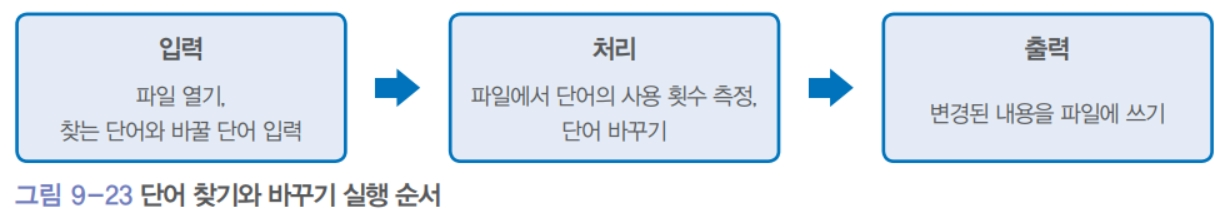 입력
파일 열기,
찾는 단어와 바꿀 단어 입력
처리
파일에서 단어의 사용 횟수 측정,
단어 바꾸기
출력
변경된 내용을 파일에 쓰기
그림 9-23 단어 찾기와 바꾸기 실행 순서